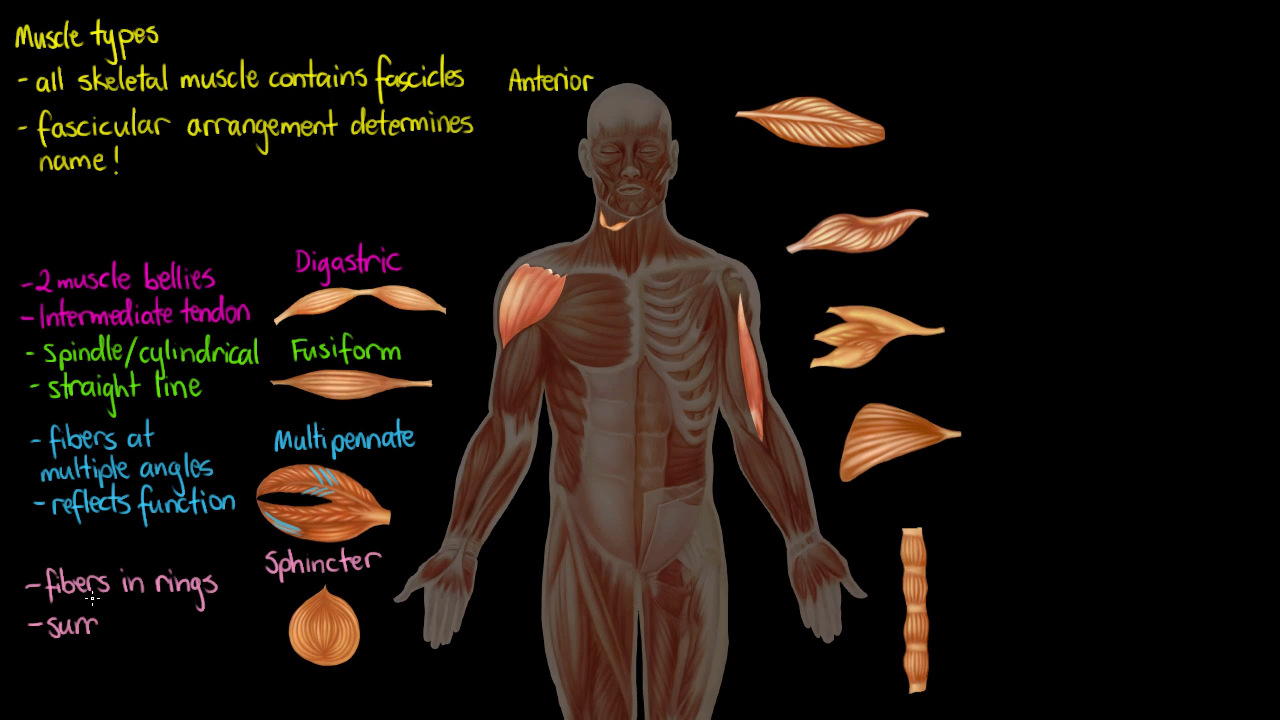 Muscle types
- all skeletal muscle contains fascicles
- fascicular arrangement determines
name!
Anterior
Digastric
- 2 muscle bellies
- Intermediate tendon
Fusiform
- spindle/cylindrical
- straight line
Multipennate
- fibers at
multiple angles
- reflects function
Sphincter
- fibers in rings
- surr